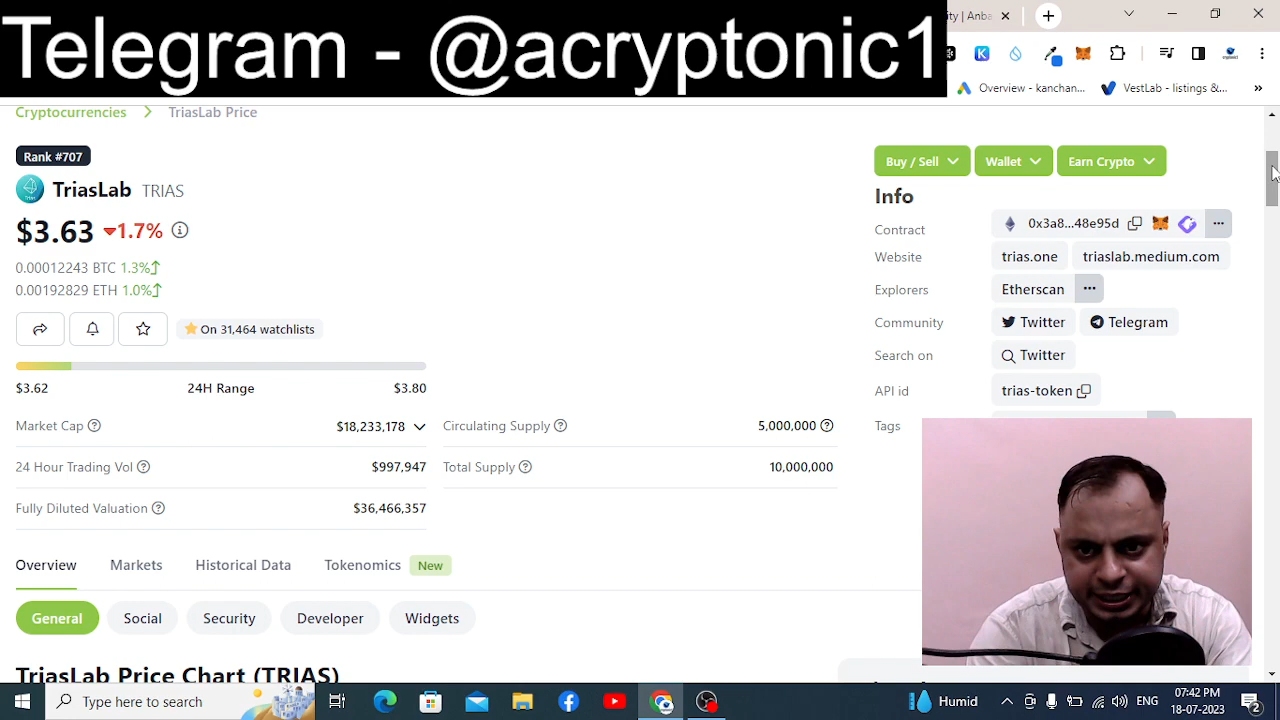 Telegram - @acryptonic1
Cryptocurrencies > TriasLab Price
Rank #707
TriasLab TRIAS
$3.63 1.7%
0.00012243 BTC 1.3%
0.00192829 ETH 1.0%
On 31,464 watchlists
$3.62 24H Range $3.80
Market Cap $18,233,178
24 Hour Trading Vol $997,947
Fully Diluted Valuation $36,466,357
Circulating Supply 5,000,000
Total Supply 10,000,000
Overview Markets Historical Data Tokenomics New
General Social Security Developer Widgets
TriasLab Price Chart (TRIAS)
Overview - kanchan... VestLab - listings &... »
Buy / Sell Wallet Earn Crypto
Info
Contract 0x3a8...48e95d
Website trias.one triaslab.medium.com
Explorers Etherscan
Community Twitter Telegram
Search on Twitter
API id trias-token
Tags
Type here to search
Humid
ENG
07:42 PM
18-07-2023
2